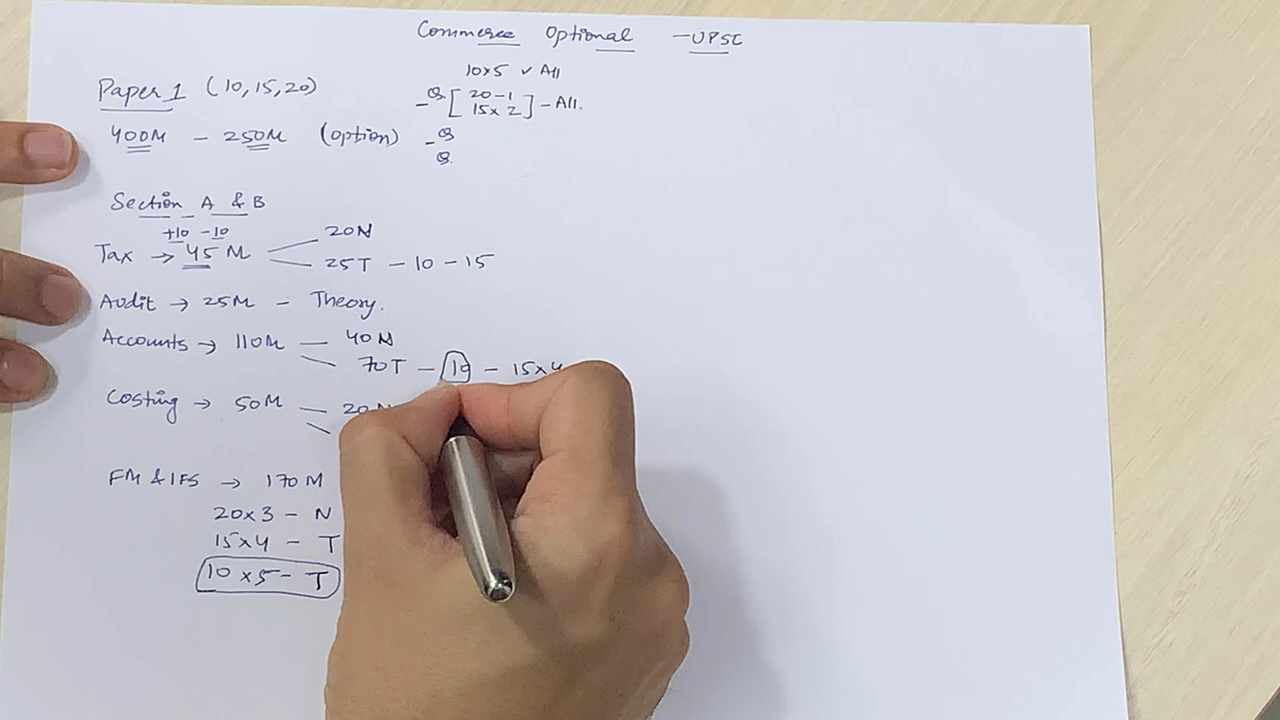 Commerce Optional - UPSC
10x5 ✓ All
Paper 1 (10,15,20)
- Q [ 20-1
15x2 ] - All.
400M - 250M (option)
- Q
Q.
Section A & B
+10 -10
Tax → 45 M
20N
25T - 10 - 15
Audit → 25M - Theory.
Accounts → 110M - 40N
70T - 10 - 15x4
Costing → 50M - 20N
FM & IFS → 170M
20x3 - N
15x4 - T
10x5 - T